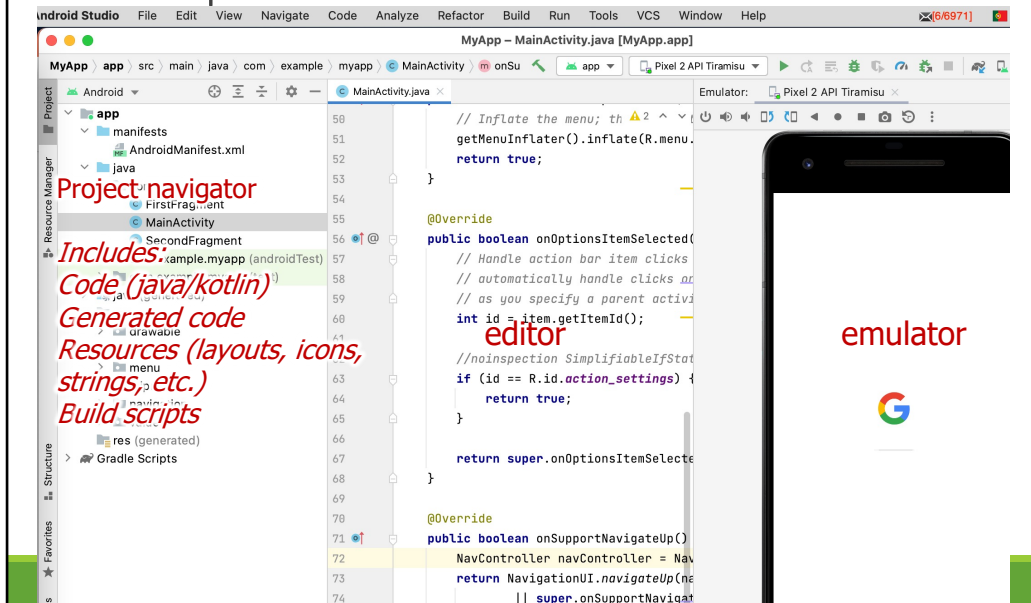 Android Studio File Edit View Navigate Code Analyze Refactor Build Run Tools VCS Window Help [6/6971]
MyApp – MainActivity.java [MyApp.app]
MyApp app src main java com example myapp MainActivity onSu app Pixel 2 API Tiramisu
Project
Resource Manager
Structure
Favorites
Android
app
manifests
AndroidManifest.xml
java
Project navigator
FirstFragment
MainActivity
SecondFragment
Includes:
xample.myapp (androidTest)
Code (java/kotlin)
Generated code
drawable
Resources (layouts, icons,
menu
strings, etc.)
Build scripts
res (generated)
Gradle Scripts
MainActivity.java
2
50 // Inflate the menu; th
51 getMenuInflater().inflate(R.menu.
52 return true;
53 }
54
55 @Override
56 @ public boolean onOptionsItemSelected(
57 // Handle action bar item clicks
58 // automatically handle clicks on
59 // as you specify a parent activi
60 int id = item.getItemId();
editor
//noinspection SimplifiableIfStat
63 if (id == R.id.action_settings) {
64 return true;
65 }
66
67 return super.onOptionsItemSelecte
68 }
69
70 @Override
71 public boolean onSupportNavigateUp()
72 NavController navController = Nav
73 return NavigationUI.navigateUp(na
74 || super.onSupportNavigat
Emulator: Pixel 2 API Tiramisu
emulator
G